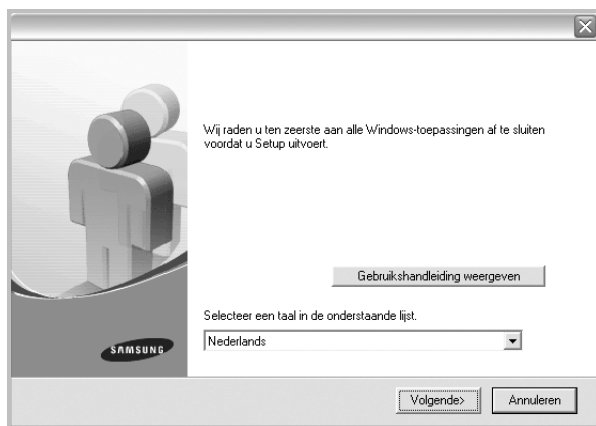 Wij raden u ten zeerste aan alle Windows-toepassingen af te sluiten
voordat u Setup uitvoert.
Gebruikshandleiding weergeven
Selecteer een taal in de onderstaande lijst.
Nederlands
SAMSUNG
Volgende>
Annuleren